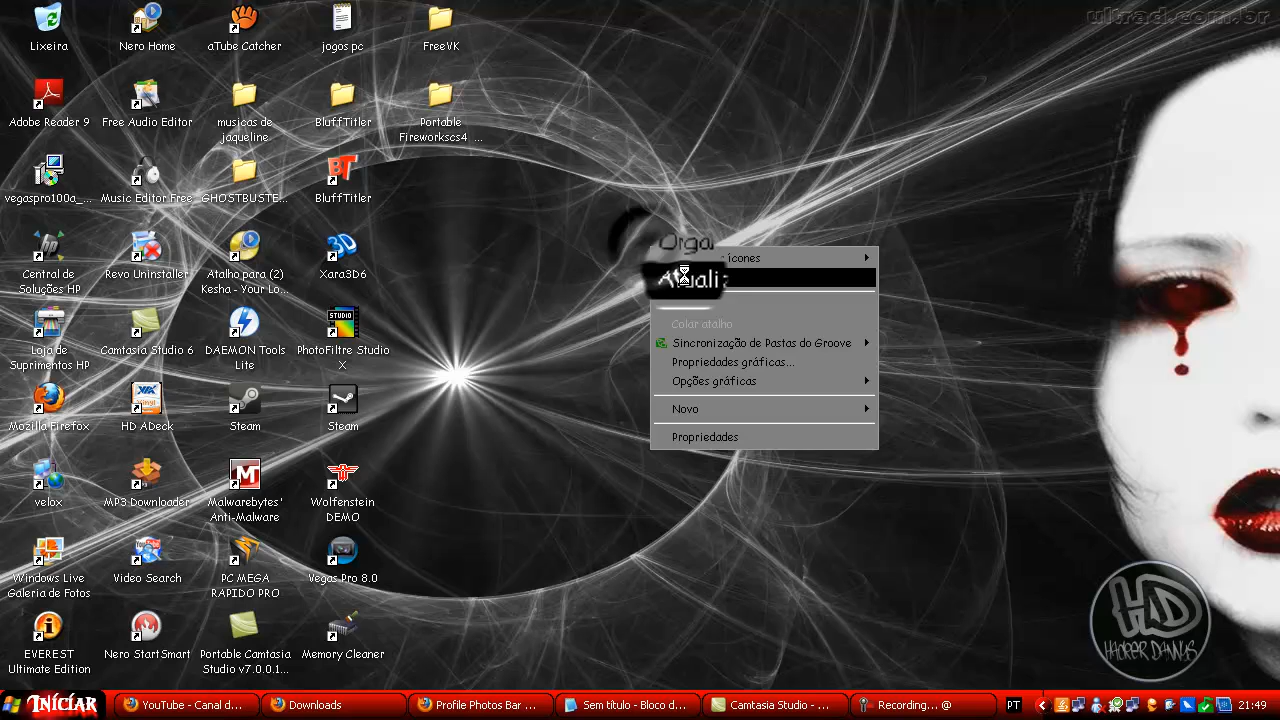 ultrad.com.br
Lixeira
Nero Home
aTube Catcher
jogos pc
FreeVK
Adobe Reader 9
Free Audio Editor
musicas de
jaqueline
BluffTitler
Portable
Fireworkscs4 ...
vegaspro100a_...
Music Editor Free
GHOSTBUSTE...
BluffTitler
Central de
Soluções HP
Revo Uninstaller
Atalho para (2)
Kesha - Your Lo...
Xara3D6
Loja de
Suprimentos HP
Camtasia Studio 6
DAEMON Tools
Lite
STUDIO
PhotoFiltre Studio
X
Mozilla Firefox
HD ADeck
Steam
Steam
velox
MP3 Downloader
Malwarebytes'
Anti-Malware
Wolfenstein
DEMO
Windows Live
Galeria de Fotos
Video Search
PC MEGA
RAPIDO PRO
Vegas Pro 8.0
EVEREST
Ultimate Edition
Nero StartSmart
Portable Camtasia
Studio v7.0.0.1...
Memory Cleaner
Orga ícones
Atuali
Colar atalho
Sincronização de Pastas do Groove
Propriedades gráficas...
Opções gráficas
Novo
Propriedades
HD
HACKER DANNYS
INICIAR
YouTube - Canal d...
Downloads
Profile Photos Bar ...
Sem título - Bloco d...
Camtasia Studio - ...
Recording... @
PT
21:49